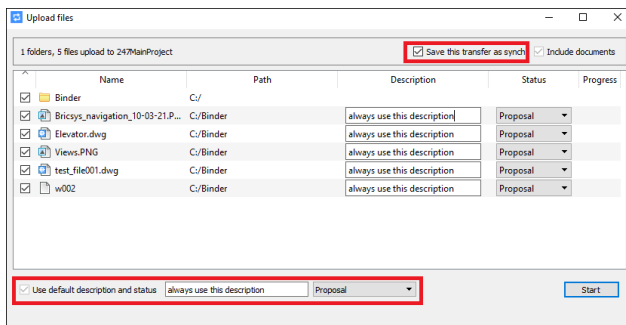 Upload files
1 folders, 5 files upload to 247MainProject Save this transfer as synch Include documents
Name Path Description Status Progress
Binder C:/
Bricsys_navigation_10-03-21.P... C:/Binder always use this description Proposal
Elevator.dwg C:/Binder always use this description Proposal
Views.PNG C:/Binder always use this description Proposal
test_file001.dwg C:/Binder always use this description Proposal
w002 C:/Binder always use this description Proposal
Use default description and status always use this description Proposal Start